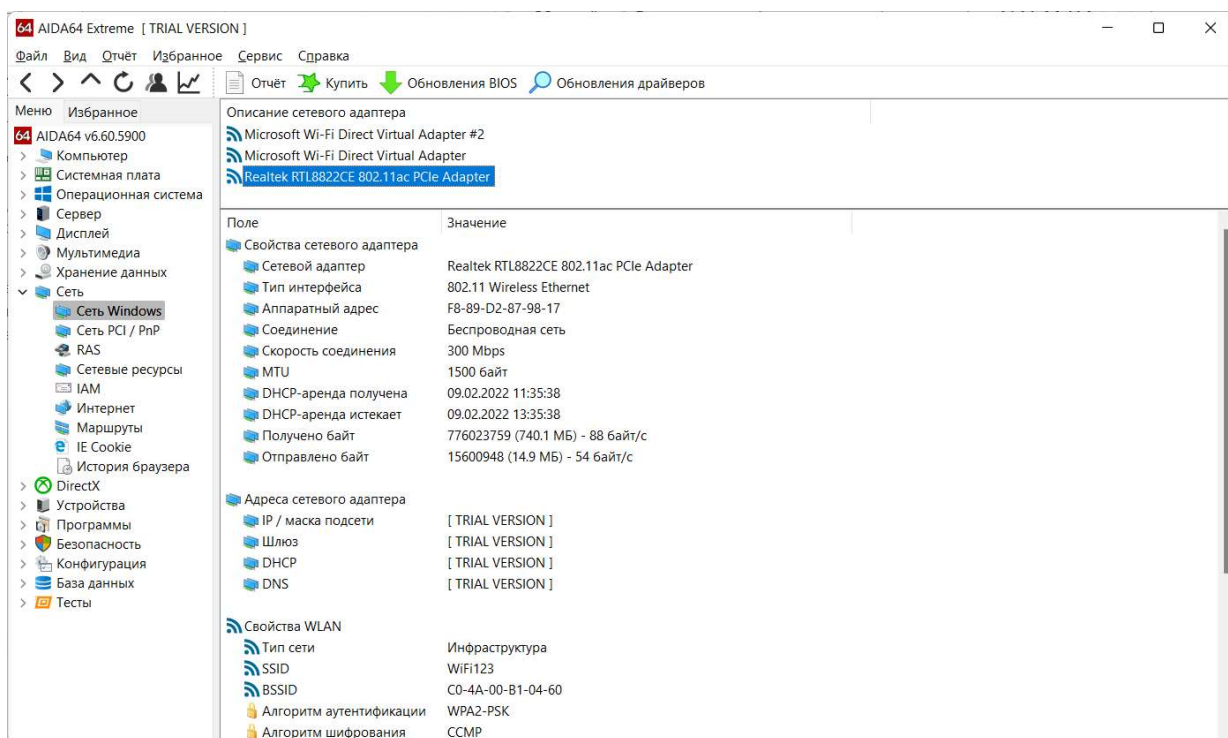 64 AIDA64 Extreme [ TRIAL VERSION ]
Файл Вид Отчёт Избранное Сервис Справка
Отчёт Купить Обновления BIOS Обновления драйверов
Меню Избранное
64 AIDA64 v6.60.5900
Компьютер
Системная плата
Операционная система
Сервер
Дисплей
Мультимедиа
Хранение данных
Сеть
Сеть Windows
Сеть PCI / PnP
RAS
Сетевые ресурсы
IAM
Интернет
Маршруты
IE Cookie
История браузера
DirectX
Устройства
Программы
Безопасность
Конфигурация
База данных
Тесты
Описание сетевого адаптера
Microsoft Wi-Fi Direct Virtual Adapter #2
Microsoft Wi-Fi Direct Virtual Adapter
Realtek RTL8822CE 802.11ac PCIe Adapter
Поле Значение
Свойства сетевого адаптера
Сетевой адаптер Realtek RTL8822CE 802.11ac PCIe Adapter
Тип интерфейса 802.11 Wireless Ethernet
Аппаратный адрес F8-89-D2-87-98-17
Соединение Беспроводная сеть
Скорость соединения 300 Mbps
MTU 1500 байт
DHCP-аренда получена 09.02.2022 11:35:38
DHCP-аренда истекает 09.02.2022 13:35:38
Получено байт 776023759 (740.1 МБ) - 88 байт/с
Отправлено байт 15600948 (14.9 МБ) - 54 байт/с
Адреса сетевого адаптера
IP / маска подсети [ TRIAL VERSION ]
Шлюз [ TRIAL VERSION ]
DHCP [ TRIAL VERSION ]
DNS [ TRIAL VERSION ]
Свойства WLAN
Тип сети Инфраструктура
SSID WiFi123
BSSID C0-4A-00-B1-04-60
Алгоритм аутентификации WPA2-PSK
Алгоритм шифрования CCMP